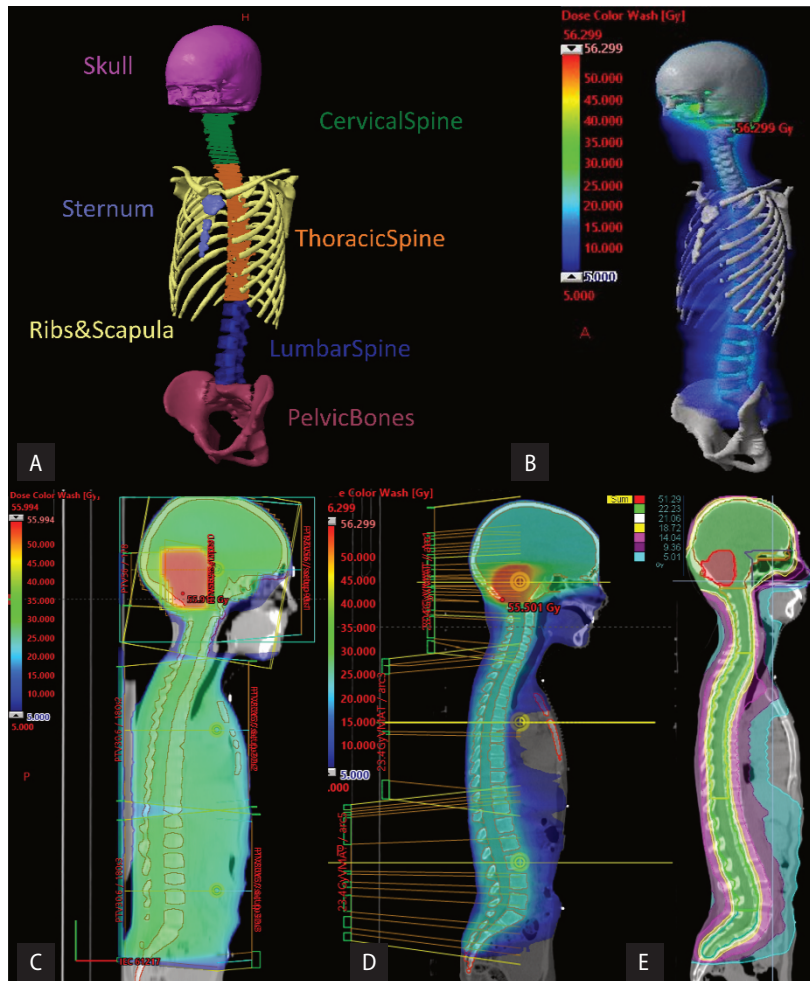 H
Skull
CervicalSpine
Sternum
ThoracicSpine
Ribs&Scapula
LumbarSpine
PelvicBones
A
Dose Color Wash [Gy]
56.299
56.299
50.000
45.000
40.000
35.000
30.000
25.000
20.000
15.000
10.000
5.000
5.000
56.299 Gy
A
B
Dose Color Wash [Gy]
55.994
55.994
50.000
45.000
40.000
35.000
30.000
25.000
20.000
15.000
10.000
5.000
5.000
P
C
e Color Wash [Gy]
6.299
56.299
50.000
45.000
40.000
35.000
30.000
25.000
20.000
15.000
10.000
5.000
.000
55.501 Gy
D
Sum
51.29
22.23
21.06
18.72
14.04
9.36
5.01
Gy
E